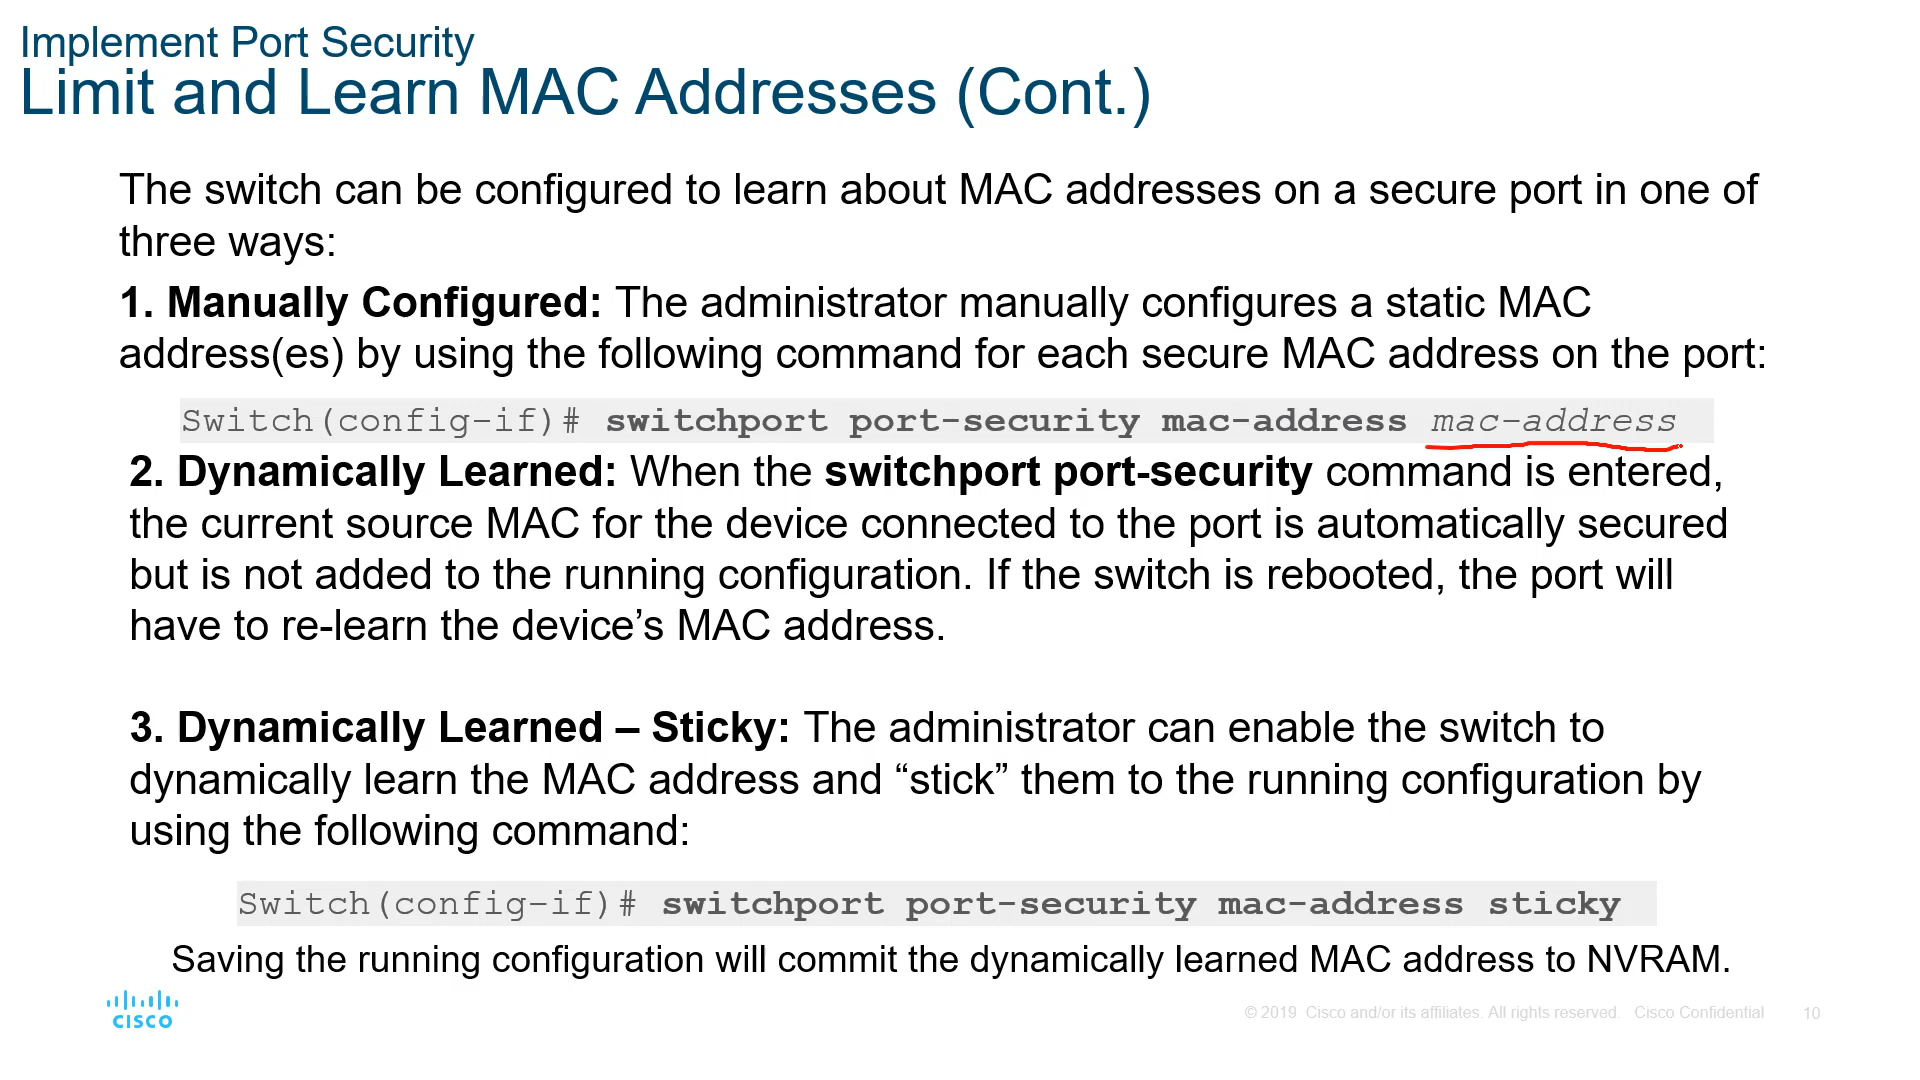 Implement Port Security
Limit and Learn MAC Addresses (Cont.)
The switch can be configured to learn about MAC addresses on a secure port in one of
three ways:
1. Manually Configured: The administrator manually configures a static MAC
address(es) by using the following command for each secure MAC address on the port:
Switch(config-if)# switchport port-security mac-address mac-address
2. Dynamically Learned: When the switchport port-security command is entered,
the current source MAC for the device connected to the port is automatically secured
but is not added to the running configuration. If the switch is rebooted, the port will
have to re-learn the device’s MAC address.
3. Dynamically Learned – Sticky: The administrator can enable the switch to
dynamically learn the MAC address and “stick” them to the running configuration by
using the following command:
Switch(config-if)# switchport port-security mac-address sticky
Saving the running configuration will commit the dynamically learned MAC address to NVRAM.
CISCO
© 2019 Cisco and/or its affiliates. All rights reserved. Cisco Confidential 10